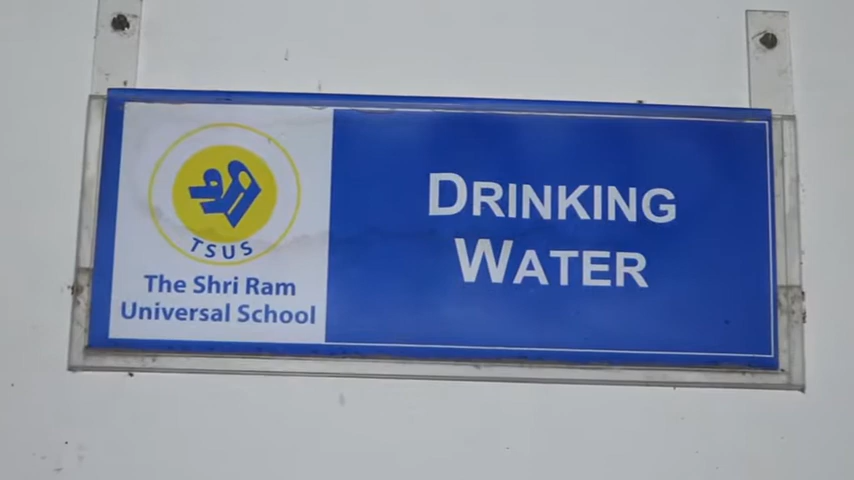 TSUS
The Shri Ram
Universal School
DRINKING
WATER